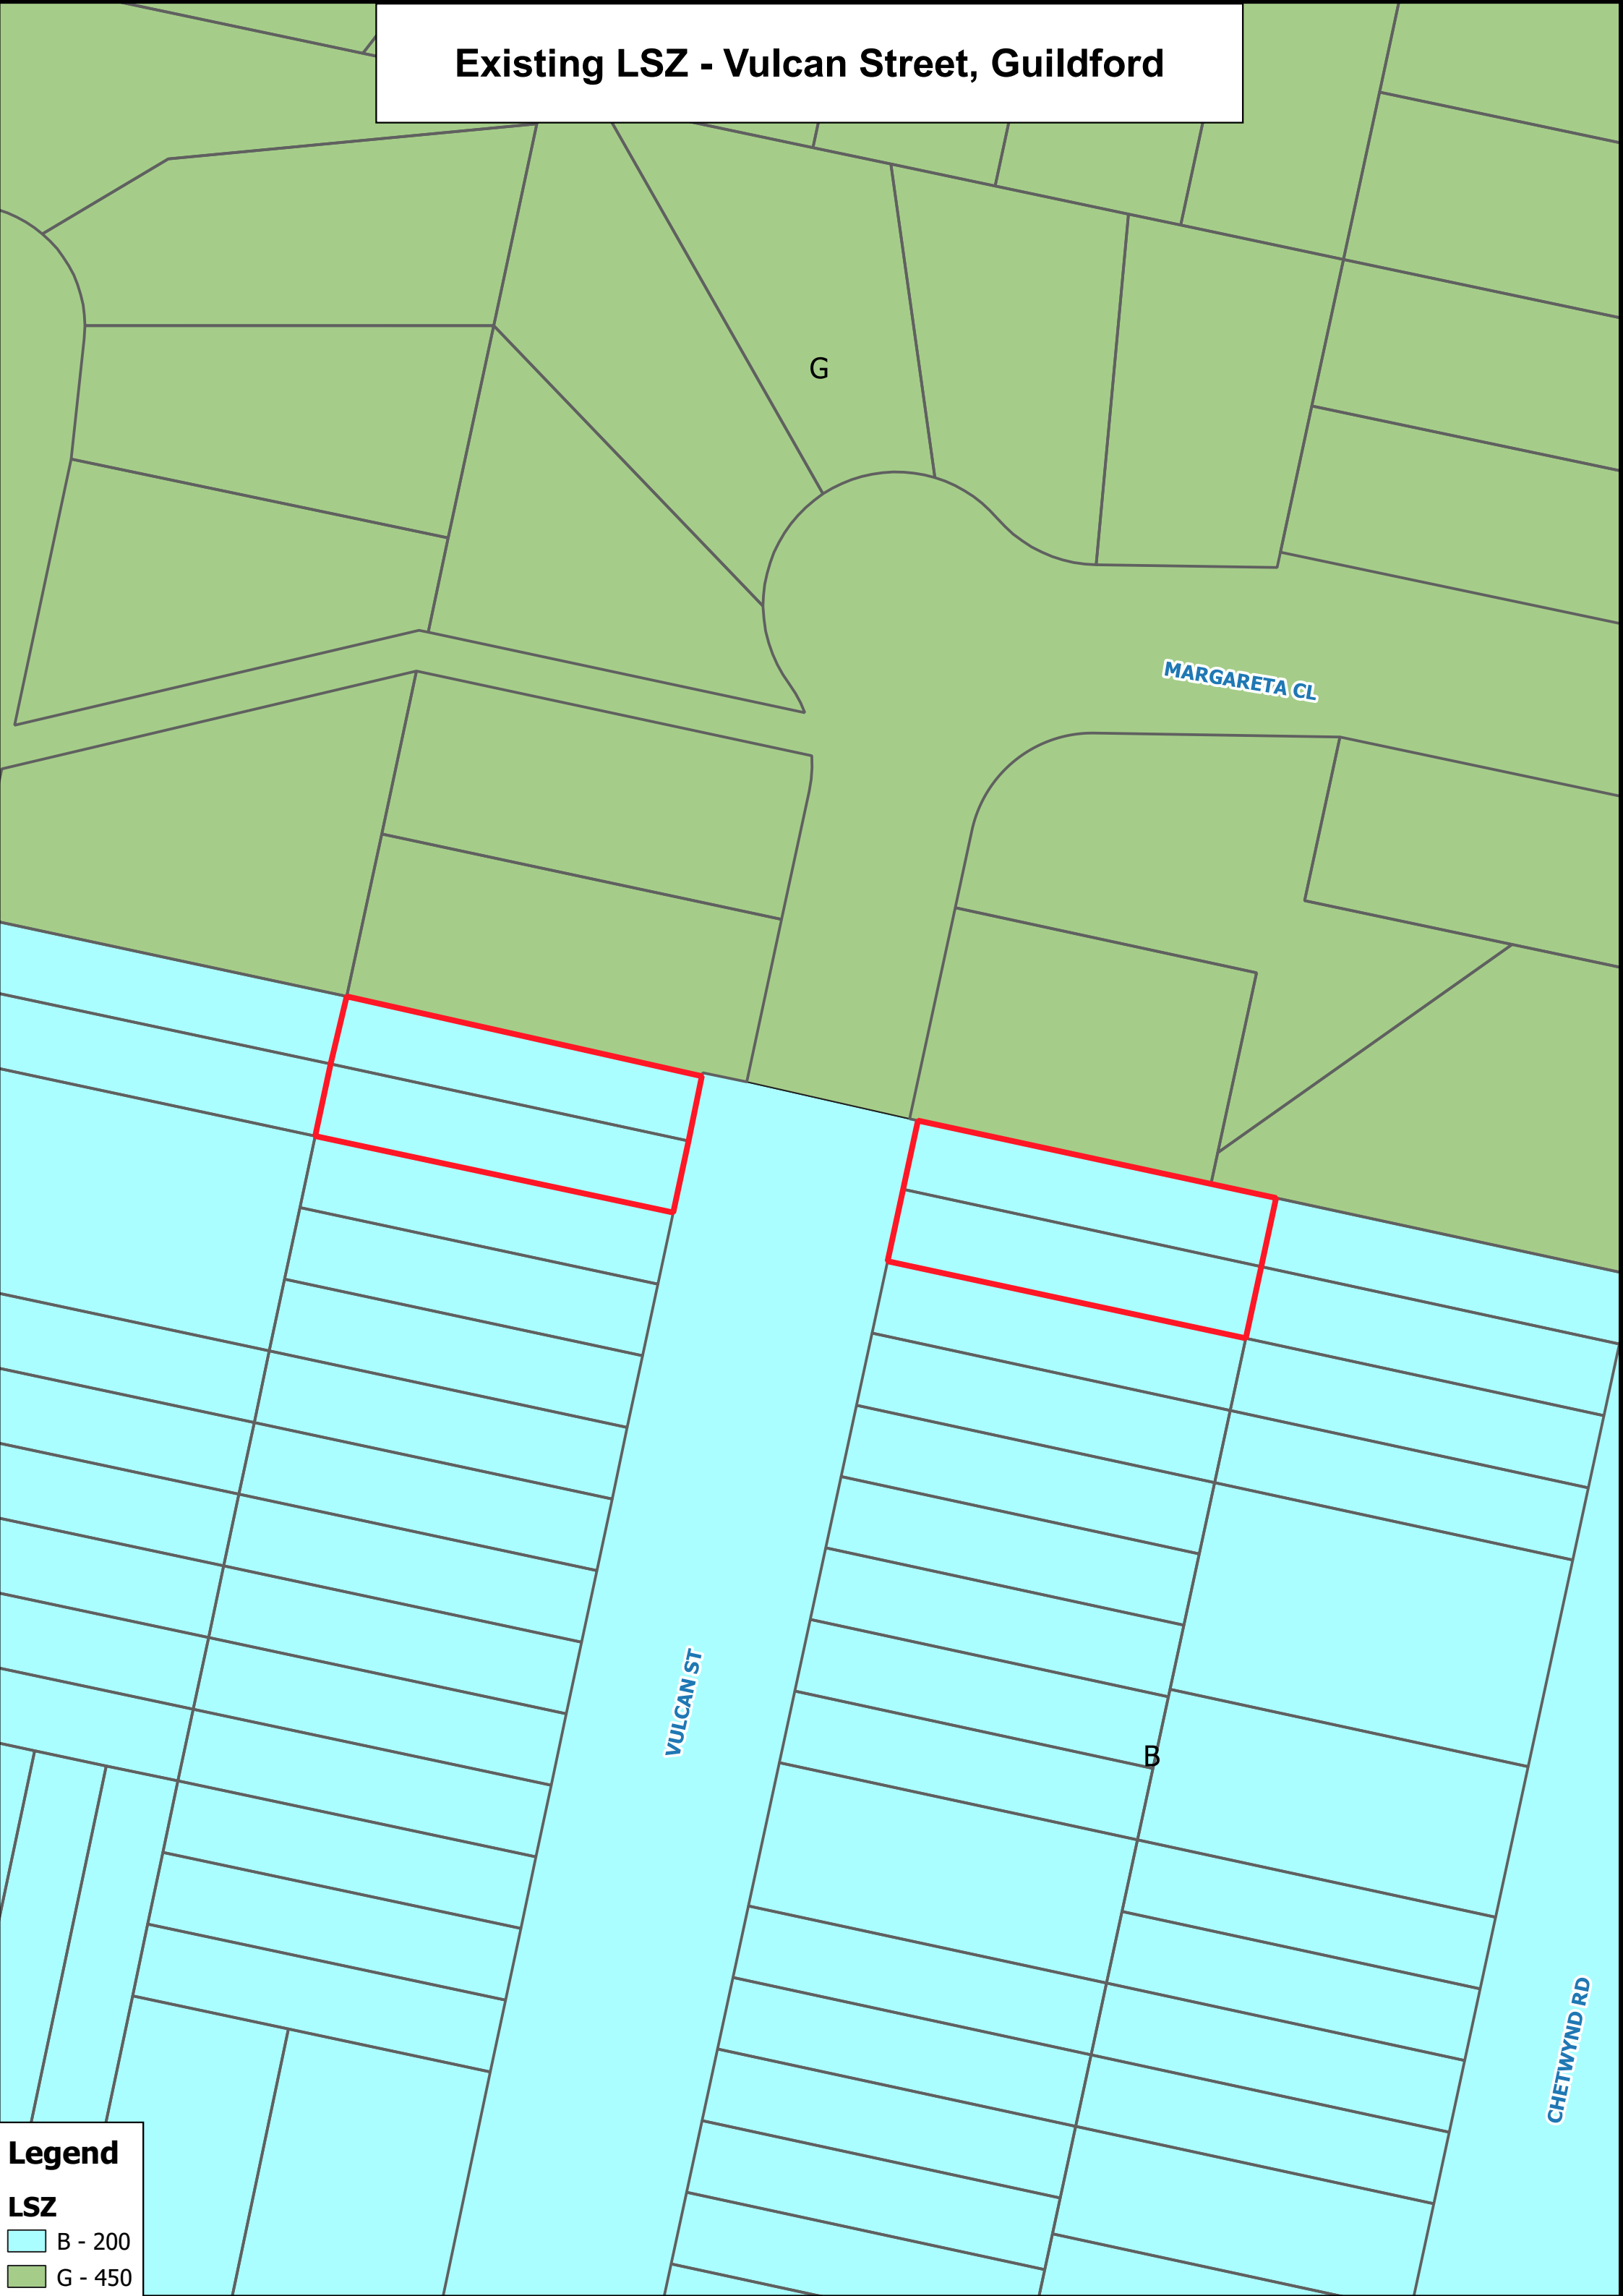 Existing LSZ - Vulcan Street, Guildford
G
MARGARETA CL
VULCAN ST
B
CHETWYND RD
Legend
LSZ
B - 200
G - 450